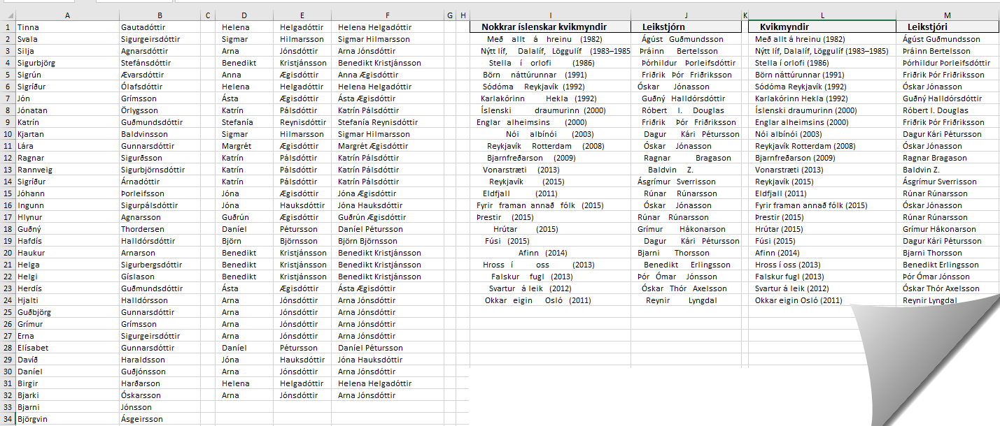 A B C D E F G H I J K L M
1 Tinna Gautadóttir Helena Helgadóttir Helena Helgadóttir Nokkrar íslenskar kvikmyndir Leikstjórn Kvikmyndir Leikstjóri
2 Svala Sigurgeirsdóttir Sigmar Hilmarsson Sigmar Hilmarsson Með allt á hreinu (1982) Ágúst Guðmundsson Með allt á hreinu (1982) Ágúst Guðmundsson
3 Silja Agnarsdóttir Arna Jónsdóttir Arna Jónsdóttir Nýtt líf, Dalalíf, Löggulíf (1983–1985 Þráinn Bertelsson Nýtt líf, Dalalíf, Löggulíf (1983–1985) Þráinn Bertelsson
4 Sigurbjörg Stefánsdóttir Benedikt Kristjánsson Benedikt Kristjánsson Stella í orlofi (1986) Þórhildur Þorleifsdóttir Stella í orlofi (1986) Þórhildur Þorleifsdóttir
5 Sigrún Ævarsdóttir Anna Ægisdóttir Anna Ægisdóttir Börn náttúrunnar (1991) Friðrik Þór Friðriksson Börn náttúrunnar (1991) Friðrik Þór Friðriksson
6 Sigríður Ólafsdóttir Helena Helgadóttir Helena Helgadóttir Sódóma Reykjavík (1992) Óskar Jónasson Sódóma Reykjavík (1992) Óskar Jónasson
7 Jón Grímsson Ásta Ægisdóttir Ásta Ægisdóttir Karlakórinn Hekla (1992) Guðný Halldórsdóttir Karlakórinn Hekla (1992) Guðný Halldórsdóttir
8 Jónatan Örlygsson Katrín Pálsdóttir Katrín Pálsdóttir Íslenski draumurinn (2000) Róbert I. Douglas Íslenski draumurinn (2000) Róbert I. Douglas
9 Katrín Guðmundsdóttir Stefanía Reynisdóttir Stefanía Reynisdóttir Englar alheimsins (2000) Friðrik Þór Friðriksson Englar alheimsins (2000) Friðrik Þór Friðriksson
10 Kjartan Baldvinsson Sigmar Hilmarsson Sigmar Hilmarsson Nói albínói (2003) Dagur Kári Pétursson Nói albínói (2003) Dagur Kári Pétursson
11 Lára Gunnarsdóttir Margrét Ægisdóttir Margrét Ægisdóttir Reykjavík Rotterdam (2008) Óskar Jónasson Reykjavík Rotterdam (2008) Óskar Jónasson
12 Ragnar Sigurðsson Katrín Pálsdóttir Katrín Pálsdóttir Bjarnfreðarson (2009) Ragnar Bragason Bjarnfreðarson (2009) Ragnar Bragason
13 Rannveig Sigurbjörnsdóttir Katrín Pálsdóttir Katrín Pálsdóttir Vonarstræti (2013) Baldvin Z. Vonarstræti (2013) Baldvin Z.
14 Sigríður Árnadóttir Katrín Pálsdóttir Katrín Pálsdóttir Reykjavík (2015) Ásgrímur Sverrisson Reykjavík (2015) Ásgrímur Sverrisson
15 Jóhann Þorleifsson Jóna Ægisdóttir Jóna Ægisdóttir Eldfjall (2011) Rúnar Rúnarsson Eldfjall (2011) Rúnar Rúnarsson
16 Ingunn Sigurpálsdóttir Jóna Hauksdóttir Jóna Hauksdóttir Fyrir framan annað fólk (2015) Óskar Jónasson Fyrir framan annað fólk (2015) Óskar Jónasson
17 Hlynur Agnarsson Guðrún Ægisdóttir Guðrún Ægisdóttir Þrestir (2015) Rúnar Rúnarsson Þrestir (2015) Rúnar Rúnarsson
18 Guðný Thordersen Daníel Pétursson Daníel Pétursson Hrútar (2015) Grímur Hákonarson Hrútar (2015) Grímur Hákonarson
19 Hafdís Halldórsdóttir Björn Björnsson Björn Björnsson Fúsi (2015) Dagur Kári Pétursson Fúsi (2015) Dagur Kári Pétursson
20 Haukur Arnarson Benedikt Kristjánsson Benedikt Kristjánsson Afinn (2014) Bjarni Thorsson Afinn (2014) Bjarni Thorsson
21 Helga Sigurbergsdóttir Benedikt Kristjánsson Benedikt Kristjánsson Hross í oss (2013) Benedikt Erlingsson Hross í oss (2013) Benedikt Erlingsson
22 Helgi Gíslason Benedikt Kristjánsson Benedikt Kristjánsson Falskur fugl (2013) Þór Ómar Jónsson Falskur fugl (2013) Þór Ómar Jónsson
23 Herdís Guðmundsdóttir Ásta Ægisdóttir Ásta Ægisdóttir Svartur á leik (2012) Óskar Thór Axelsson Svartur á leik (2012) Óskar Thór Axelsson
24 Hjalti Halldórsson Arna Jónsdóttir Arna Jónsdóttir Okkar eigin Osló (2011) Reynir Lyngdal Okkar eigin Osló (2011) Reynir Lyngdal
25 Guðbjörg Gunnarsdóttir Arna Jónsdóttir Arna Jónsdóttir
26 Grímur Grímsson Arna Jónsdóttir Arna Jónsdóttir
27 Erna Sigurgeirsdóttir Arna Jónsdóttir Arna Jónsdóttir
28 Elísabet Gunnarsdóttir Daníel Pétursson Daníel Pétursson
29 Davíð Haraldsson Jóna Hauksdóttir Jóna Hauksdóttir
30 Daníel Guðjónsson Arna Jónsdóttir Arna Jónsdóttir
31 Birgir Harðarson Helena Helgadóttir Helena Helgadóttir
32 Bjarki Óskarsson Arna Jónsdóttir Arna Jónsdóttir
33 Bjarni Jónsson
34 Björgvin Ásgeirsson